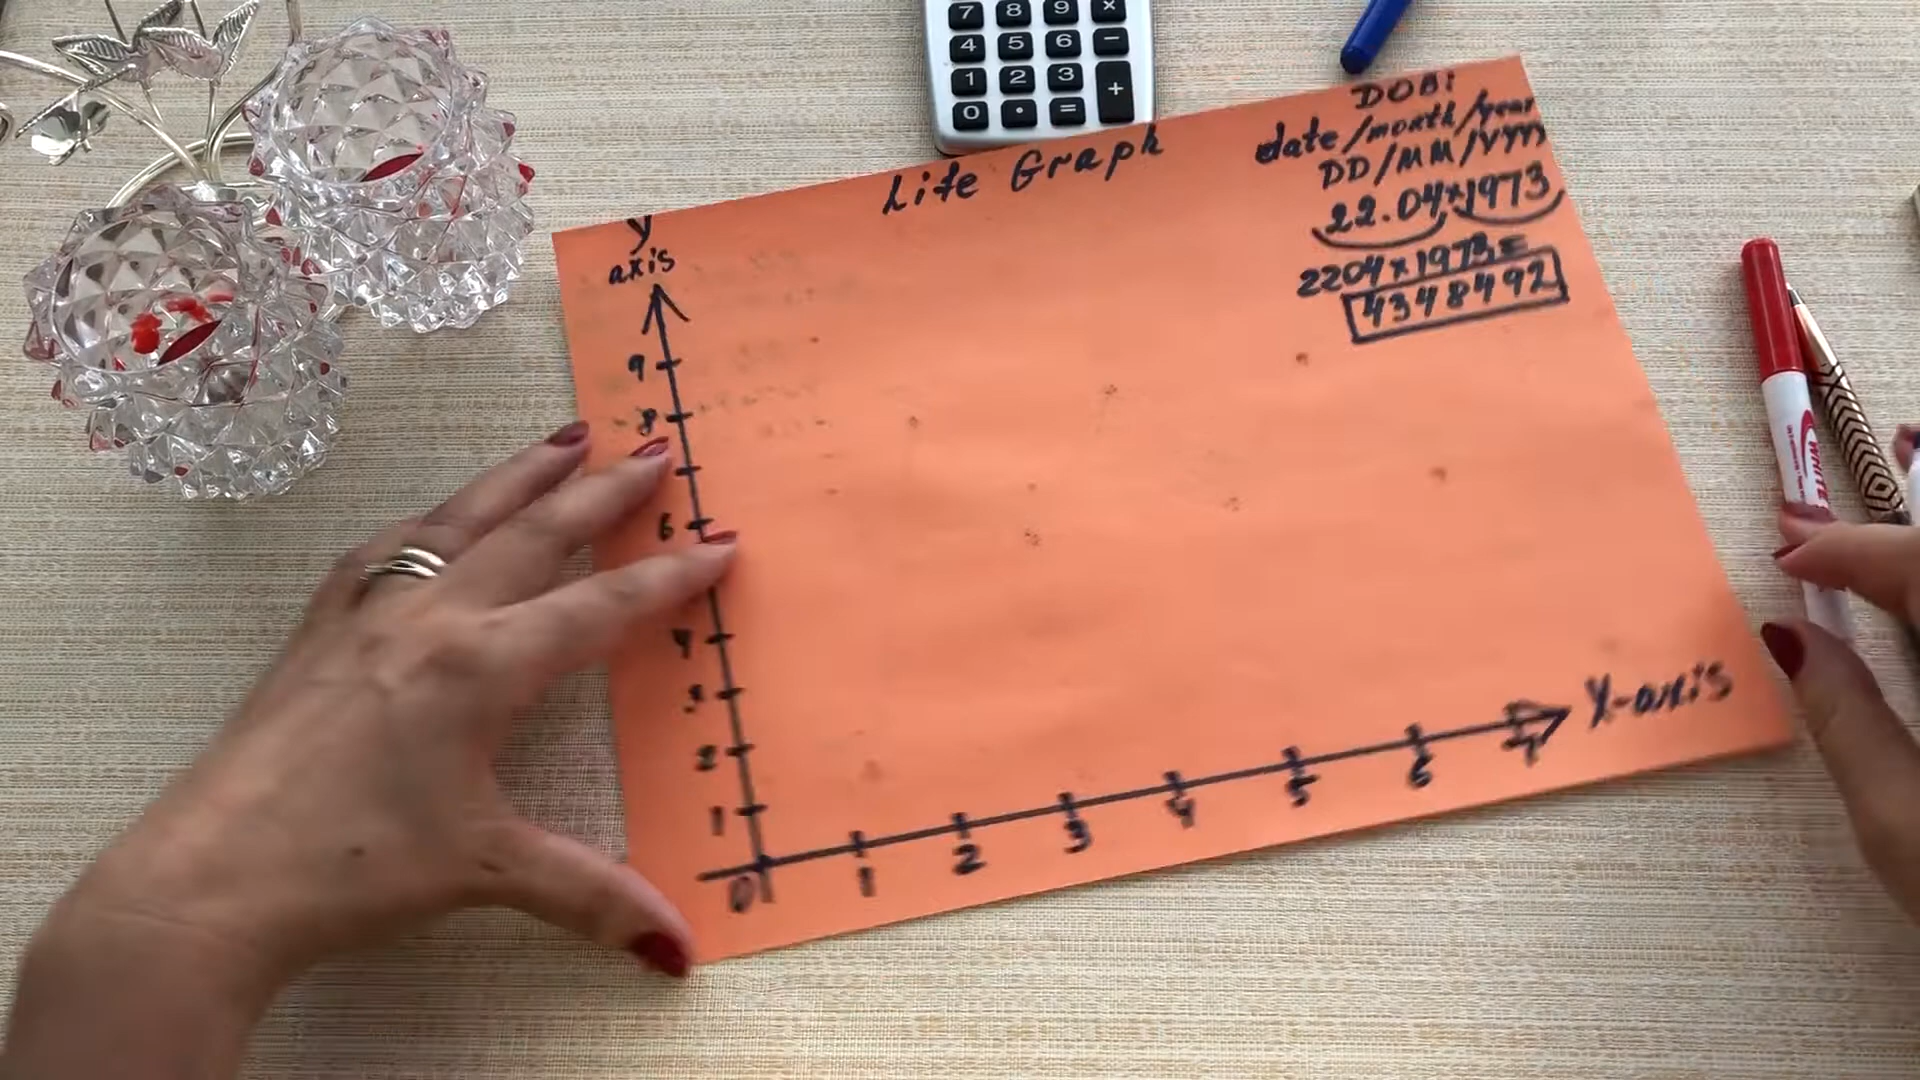 7 8 9 ×
4 5 6 −
1 2 3 +
0 . =
Life Graph
DOB:
date/month/year
DD/MM/YYYY
22.04×1973
2204×1973=
4348492
y
axis
9
8
6
4
3
2
1
0
1 2 3 4 5 6 7
X-axis
WHITE